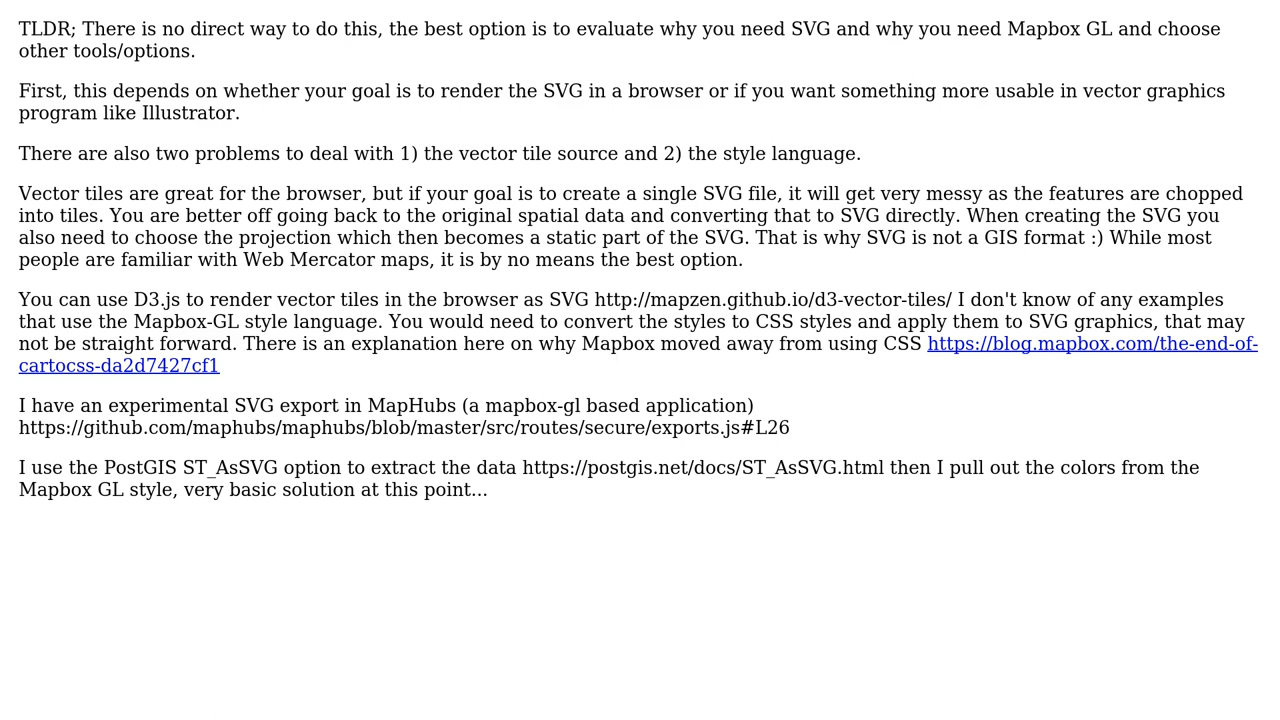 TLDR; There is no direct way to do this, the best option is to evaluate why you need SVG and why you need Mapbox GL and choose
other tools/options.
First, this depends on whether your goal is to render the SVG in a browser or if you want something more usable in vector graphics
program like Illustrator.
There are also two problems to deal with 1) the vector tile source and 2) the style language.
Vector tiles are great for the browser, but if your goal is to create a single SVG file, it will get very messy as the features are chopped
into tiles. You are better off going back to the original spatial data and converting that to SVG directly. When creating the SVG you
also need to choose the projection which then becomes a static part of the SVG. That is why SVG is not a GIS format :) While most
people are familiar with Web Mercator maps, it is by no means the best option.
You can use D3.js to render vector tiles in the browser as SVG http://mapzen.github.io/d3-vector-tiles/ I don't know of any examples
that use the Mapbox-GL style language. You would need to convert the styles to CSS styles and apply them to SVG graphics, that may
not be straight forward. There is an explanation here on why Mapbox moved away from using CSS https://blog.mapbox.com/the-end-of-
cartocss-da2d7427cf1
I have an experimental SVG export in MapHubs (a mapbox-gl based application)
https://github.com/maphubs/maphubs/blob/master/src/routes/secure/exports.js#L26
I use the PostGIS ST_AsSVG option to extract the data https://postgis.net/docs/ST_AsSVG.html then I pull out the colors from the
Mapbox GL style, very basic solution at this point...